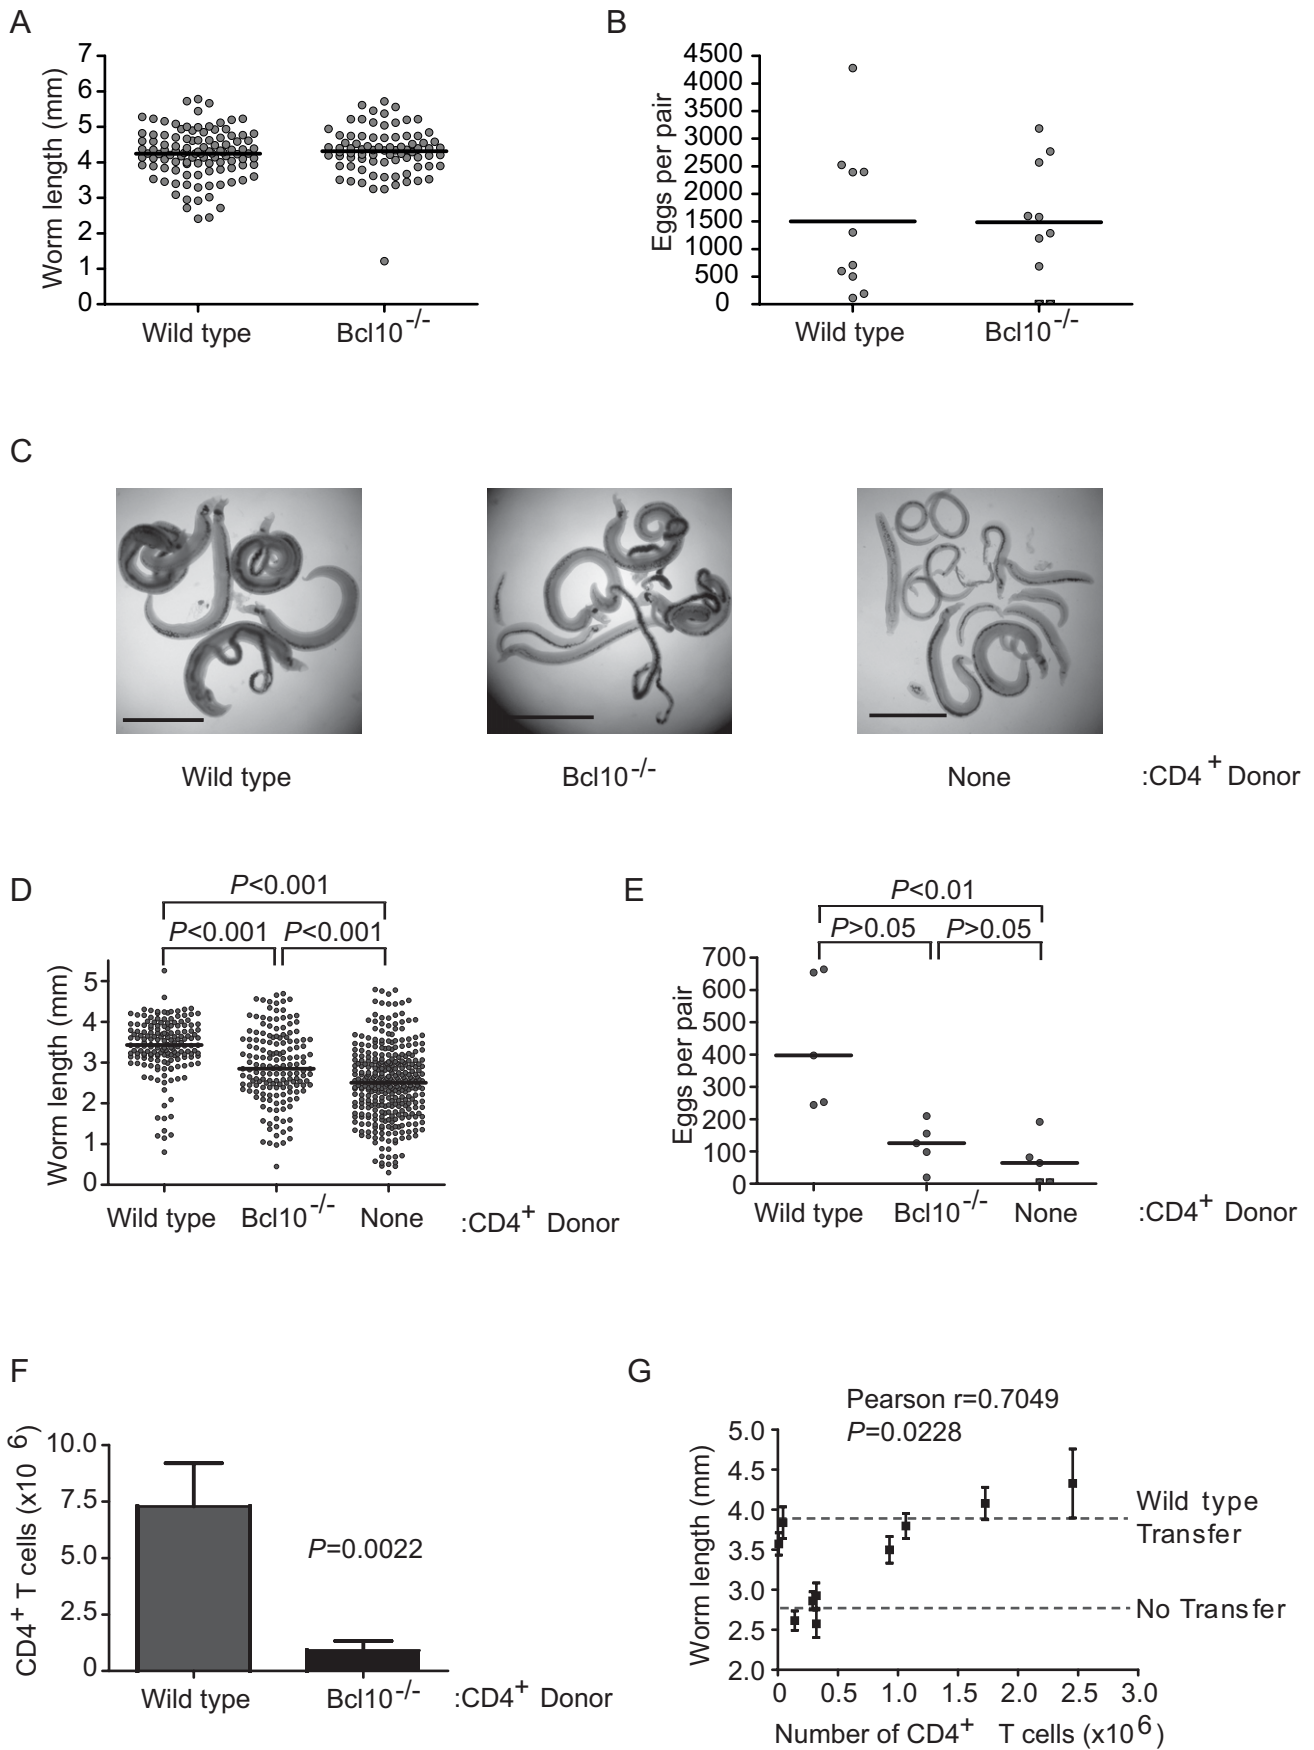 A
B
7
6
5
4
3
2
1
0
Worm length (mm)
Wild type
Bcl10-/-
4500
4000
3500
3000
2500
2000
1500
1000
500
0
Eggs per pair
Wild type
Bcl10-/-
C
Wild type
Bcl10-/-
None
:CD4+ Donor
D
P<0.001
P<0.001
P<0.001
5
4
3
2
1
0
Worm length (mm)
Wild type
Bcl10-/-
None
:CD4+ Donor
E
P<0.01
P>0.05
P>0.05
700
600
500
400
300
200
100
0
Eggs per pair
Wild type
Bcl10-/-
None
:CD4+ Donor
F
10.0
7.5
5.0
2.5
0
CD4+ T cells (x10 6)
P=0.0022
Wild type
Bcl10-/-
:CD4+ Donor
G
Pearson r=0.7049
P=0.0228
5.0
4.5
4.0
3.5
3.0
2.5
2.0
Worm length (mm)
Wild type
Transfer
No Transfer
0 0.5 1.0 1.5 2.0 2.5 3.0
Number of CD4+ T cells (x10 6)